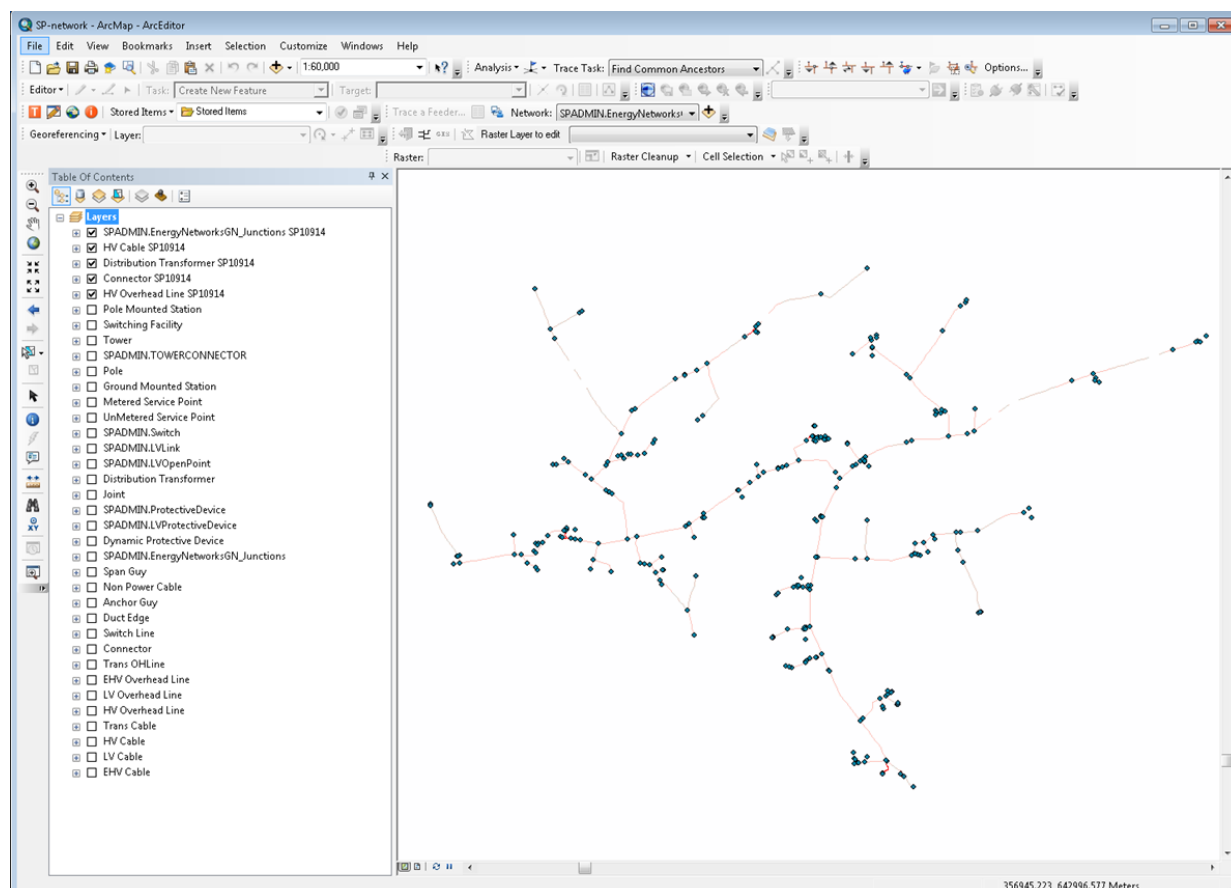 SP-network - ArcMap - ArcEditor
File Edit View Bookmarks Insert Selection Customize Windows Help
1:60,000 Analysis Trace Task: Find Common Ancestors Options...
Editor Task: Create New Feature Target:
Stored Items Stored Items Trace a Feeder... Network: SPADMIN.EnergyNetworks
Georeferencing Layer: Raster Layer to edit
Raster: Raster Cleanup Cell Selection
Table Of Contents
Layers
SPADMIN.EnergyNetworksGN_Junctions SP10914
HV Cable SP10914
Distribution Transformer SP10914
Connector SP10914
HV Overhead Line SP10914
Pole Mounted Station
Switching Facility
Tower
SPADMIN.TOWERCONNECTOR
Pole
Ground Mounted Station
Metered Service Point
UnMetered Service Point
SPADMIN.Switch
SPADMIN.LVLink
SPADMIN.LVOpenPoint
Distribution Transformer
Joint
SPADMIN.ProtectiveDevice
SPADMIN.LVProtectiveDevice
Dynamic Protective Device
SPADMIN.EnergyNetworksGN_Junctions
Span Guy
Non Power Cable
Anchor Guy
Duct Edge
Switch Line
Connector
Trans OHLine
EHV Overhead Line
LV Overhead Line
HV Overhead Line
Trans Cable
HV Cable
LV Cable
EHV Cable
XY
356945.223 642996.577 Meters